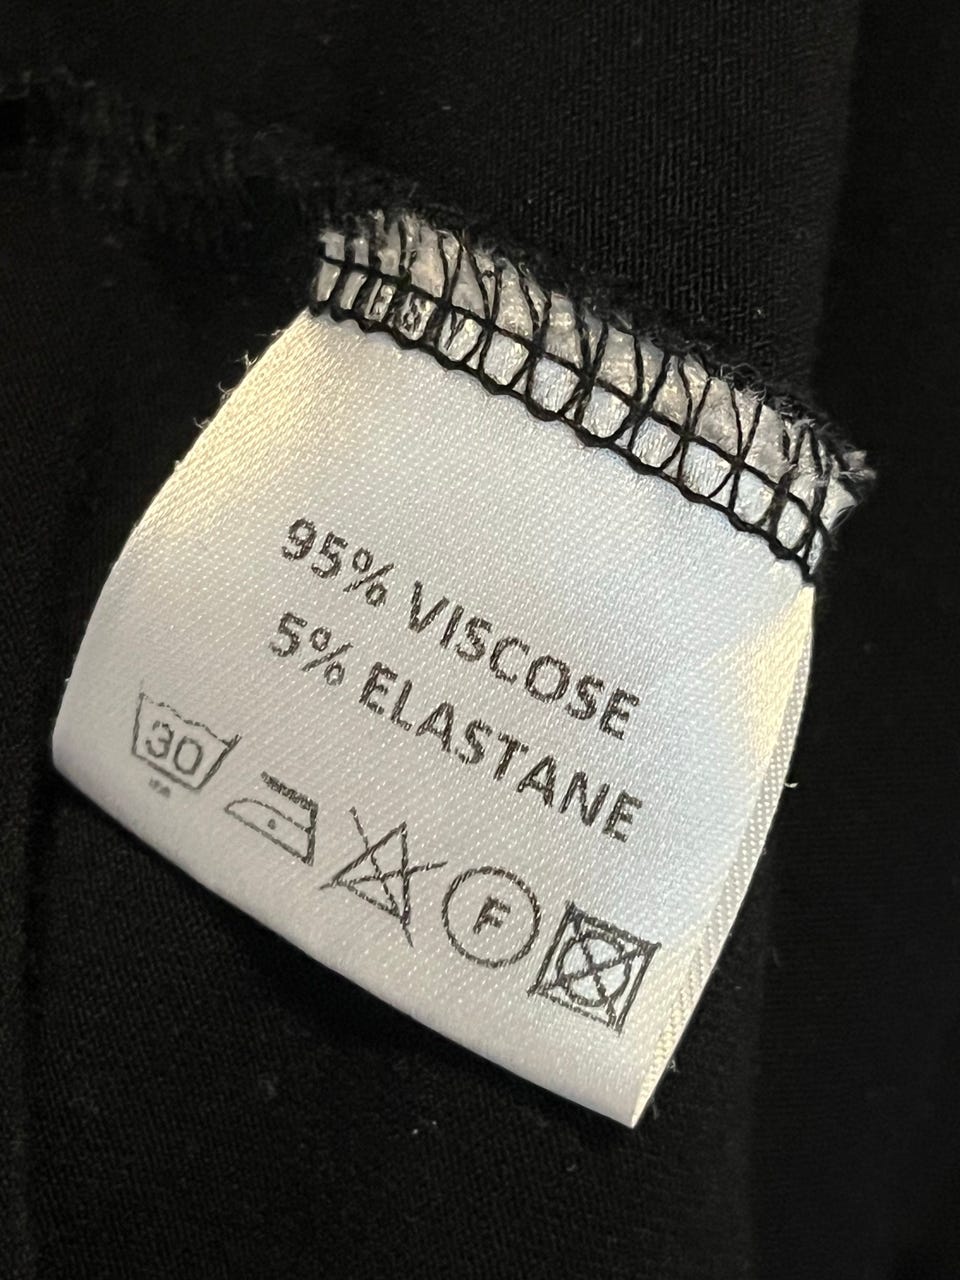 95% VISCOSE
5% ELASTANE
30
F